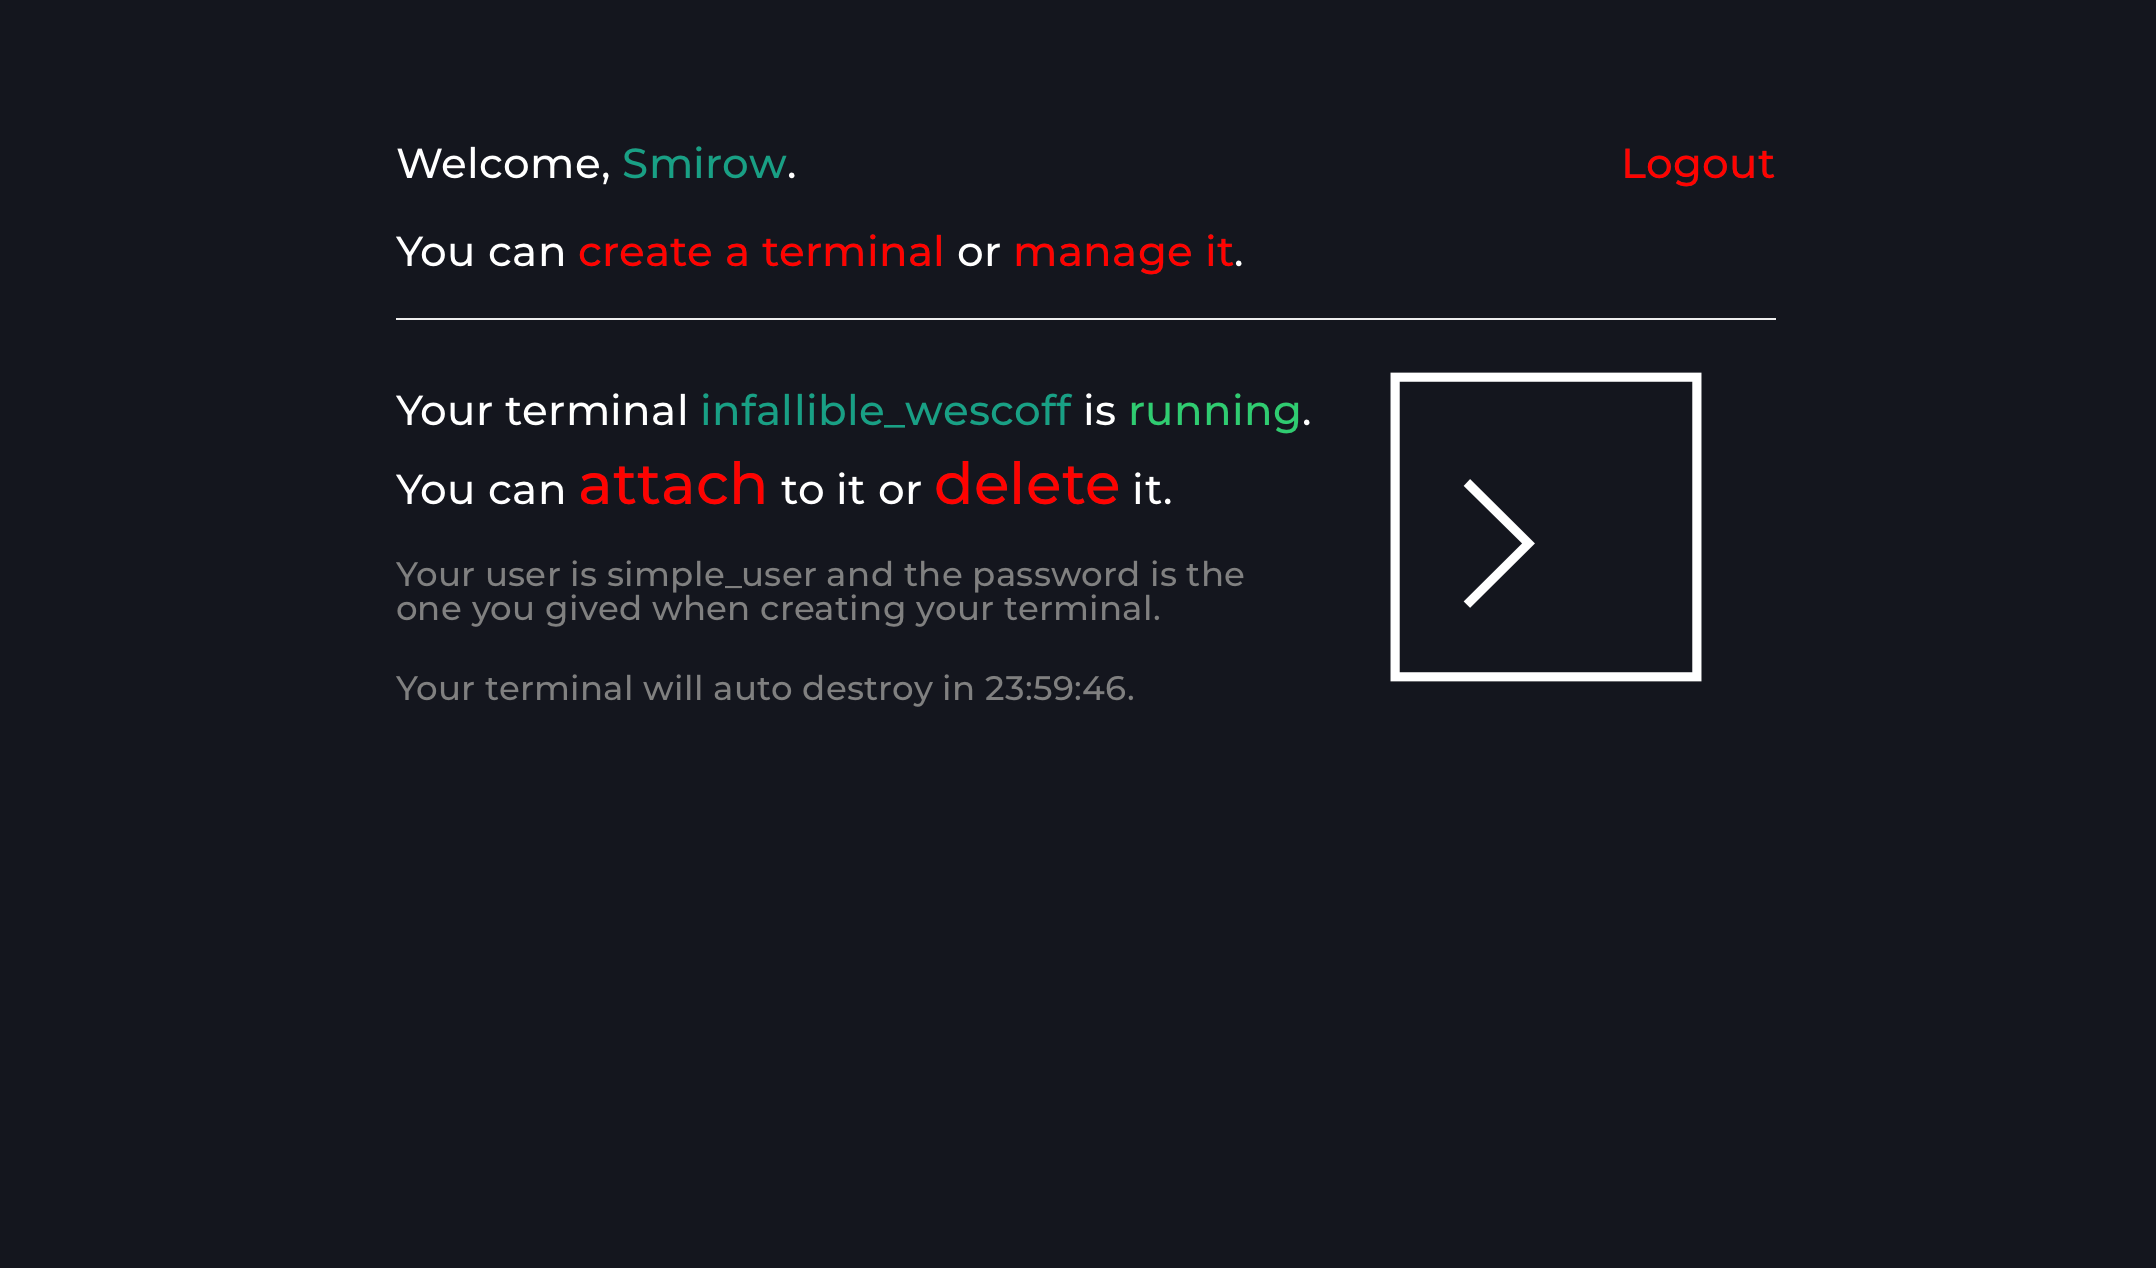 Welcome, Smirow.
Logout
You can create a terminal or manage it.
Your terminal infallible_wescoff is running.
You can attach to it or delete it.
Your user is simple_user and the password is the
one you gived when creating your terminal.
Your terminal will auto destroy in 23:59:46.